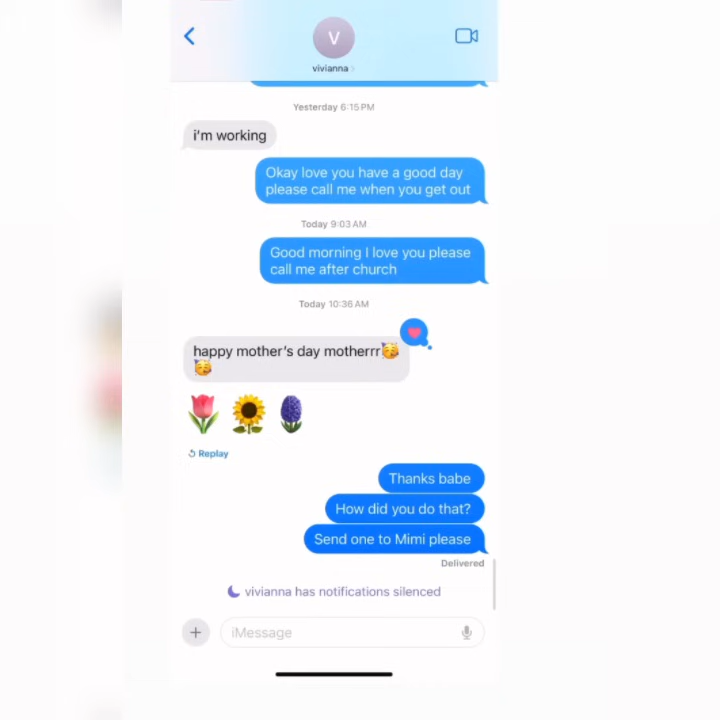 V
vivianna
Yesterday 6:15 PM
i'm working
Okay love you have a good day
please call me when you get out
Today 9:03 AM
Good morning I love you please
call me after church
Today 10:36 AM
happy mother's day motherrr🥳
🥳
🌷🌻🪻
Replay
Thanks babe
How did you do that?
Send one to Mimi please
Delivered
vivianna has notifications silenced
iMessage